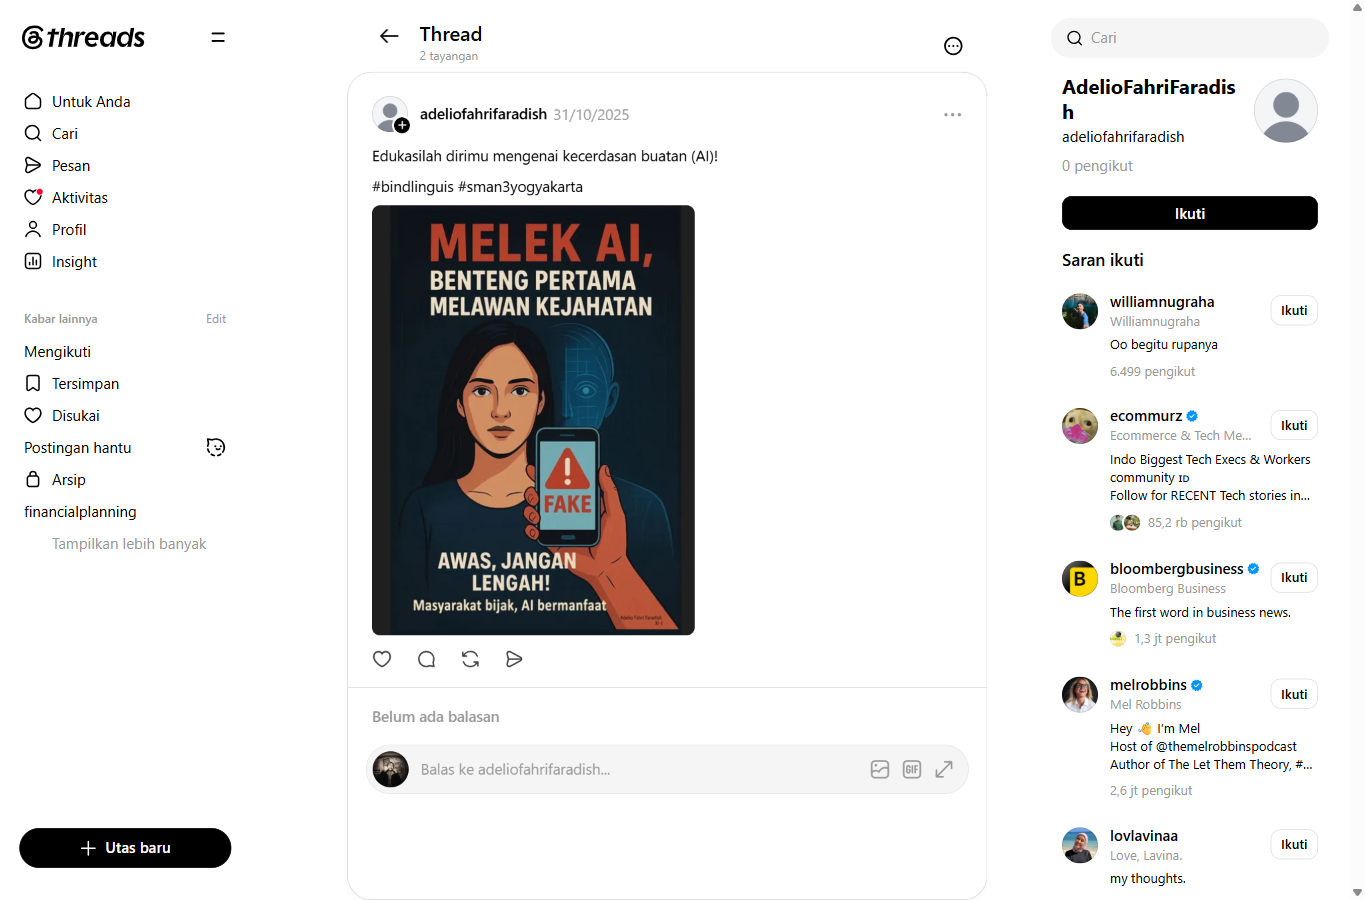 threads
Untuk Anda
Cari
Pesan
Aktivitas
Profil
Insight
Kabar lainnya
Edit
Mengikuti
Tersimpan
Disukai
Postingan hantu
Arsip
financialplanning
Tampilkan lebih banyak
Utas baru
Thread
2 tayangan
adeliofahrifaradish 31/10/2025
Edukasilah dirimu mengenai kecerdasan buatan (AI)!
#bindlinguis #sman3yogyakarta
MELEK AI,
BENTENG PERTAMA
MELAWAN KEJAHATAN
FAKE
AWAS, JANGAN
LENGAH!
Masyarakat bijak, AI bermanfaat
Belum ada balasan
Balas ke adeliofahrifaradish...
GIF
Cari
AdelioFahriFaradis
h
adeliofahrifaradish
0 pengikut
Ikuti
Saran ikuti
williamnugraha
Williamnugraha
Ikuti
Oo begitu rupanya
6.499 pengikut
ecommurz
Ecommerce & Tech Me...
Ikuti
Indo Biggest Tech Execs & Workers
community ɪᴅ
Follow for RECENT Tech stories in...
85,2 rb pengikut
B
bloombergbusiness
Bloomberg Business
Ikuti
The first word in business news.
1,3 jt pengikut
melrobbins
Mel Robbins
Ikuti
Hey 👋 I'm Mel
Host of @themelrobbinspodcast
Author of The Let Them Theory, #...
2,6 jt pengikut
lovlavinaa
Love, Lavina.
Ikuti
my thoughts.